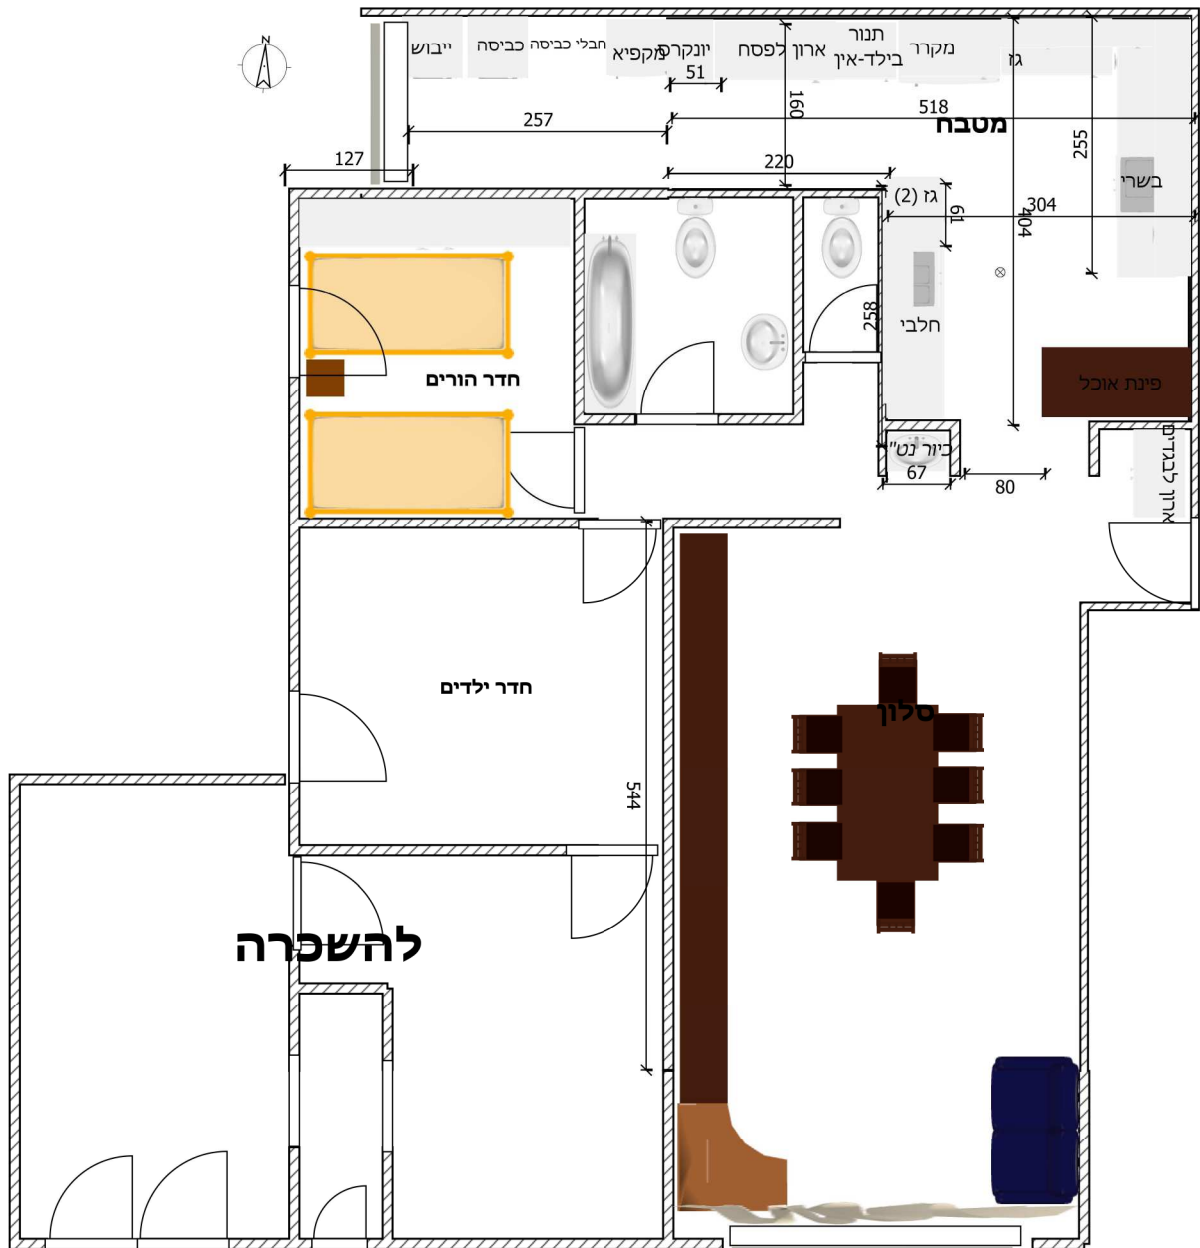 N
ייבוש
כביסה
חבלי כביסה
מקפיא
יונקרס
ארון לפסח
תנור
בילד-אין
מקרר
גז
51
160
518
מטבח
257
255
127
220
בשרי
גז (2)
61
304
404
258
חלבי
חדר הורים
פינת אוכל
כיור נט"י
67
80
ארון לבגדים
חדר ילדים
סלון
544
להשכרה